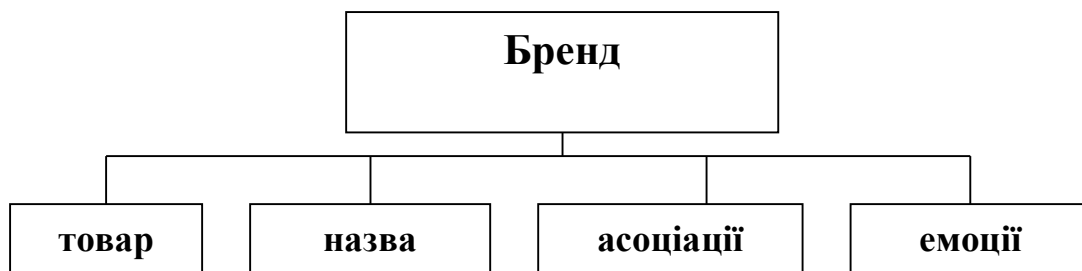 Бренд
товар
назва
асоціації
емоції